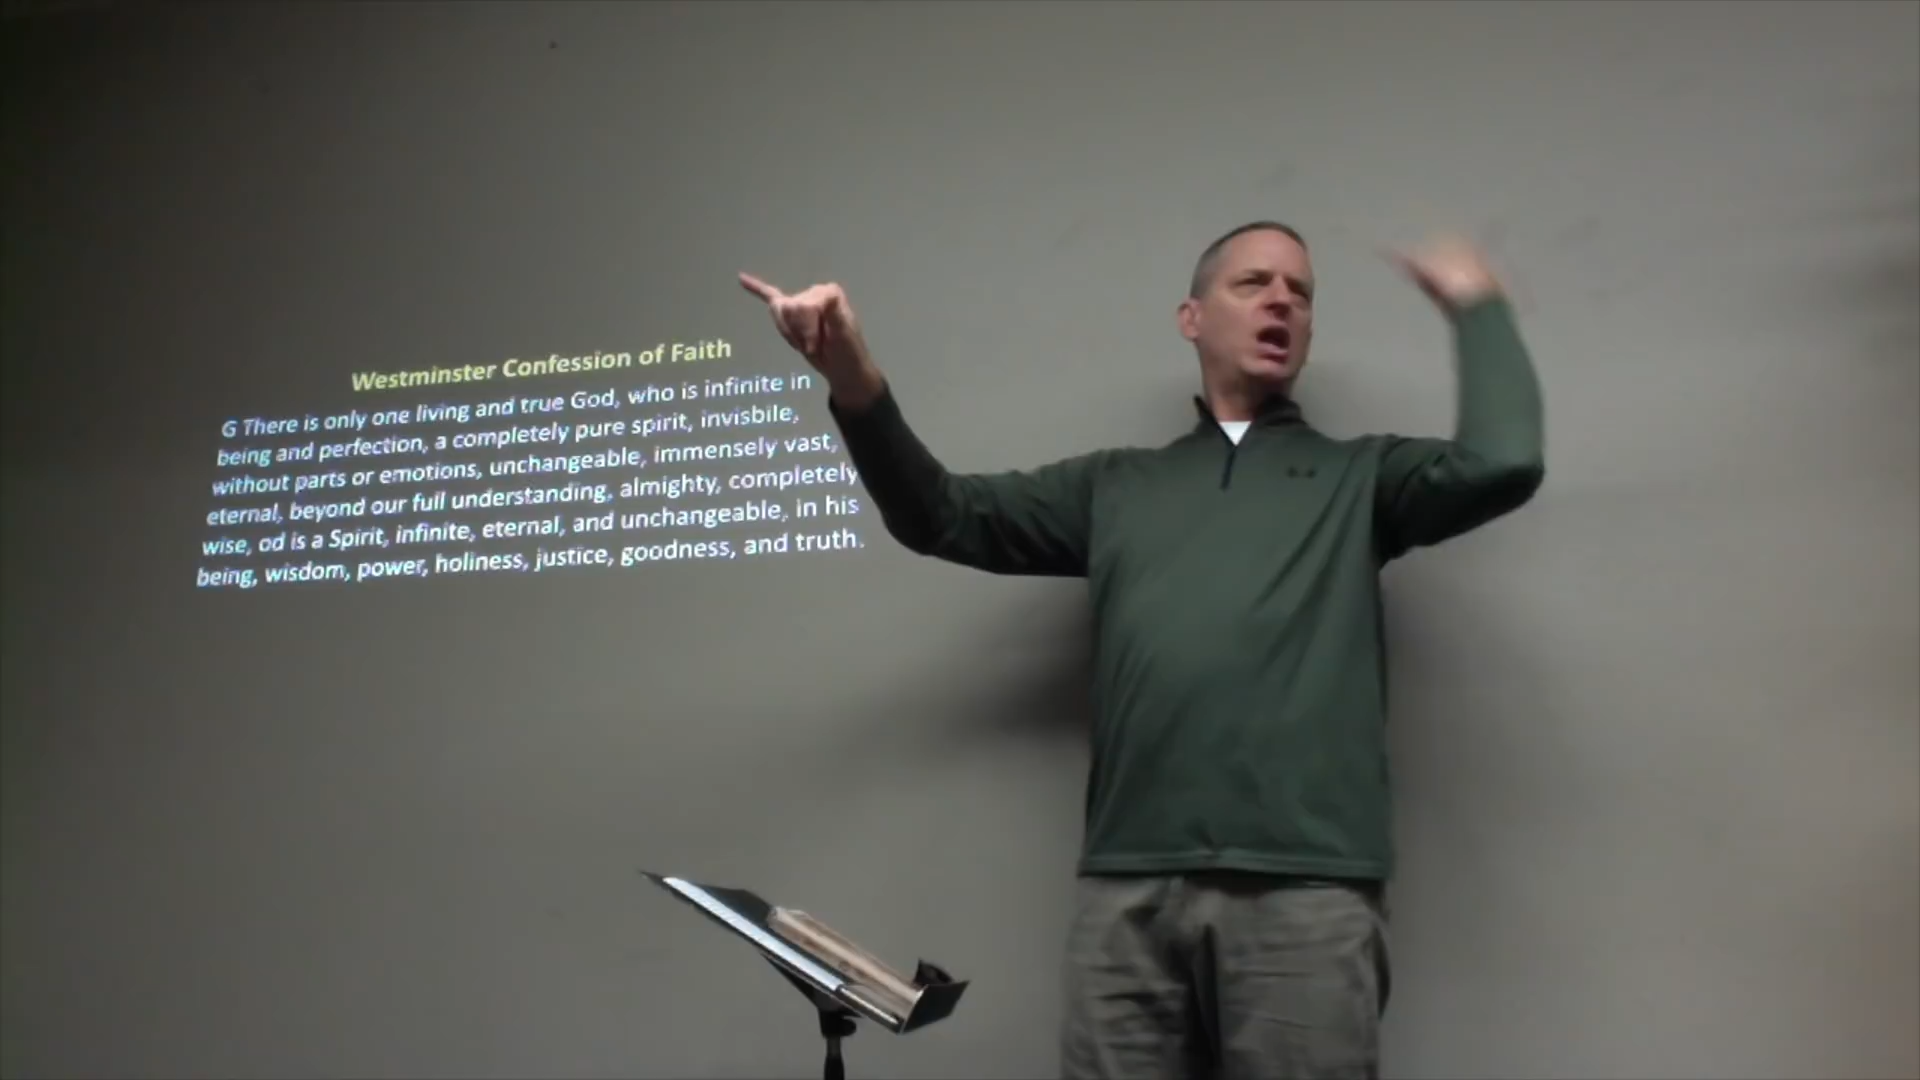 Westminster Confession of Faith
G There is only one living and true God, who is infinite in
being and perfection, a completely pure spirit, invisbile,
without parts or emotions, unchangeable, immensely vast,
eternal, beyond our full understanding, almighty, completely
wise, od is a Spirit, infinite, eternal, and unchangeable, in his
being, wisdom, power, holiness, justice, goodness, and truth.